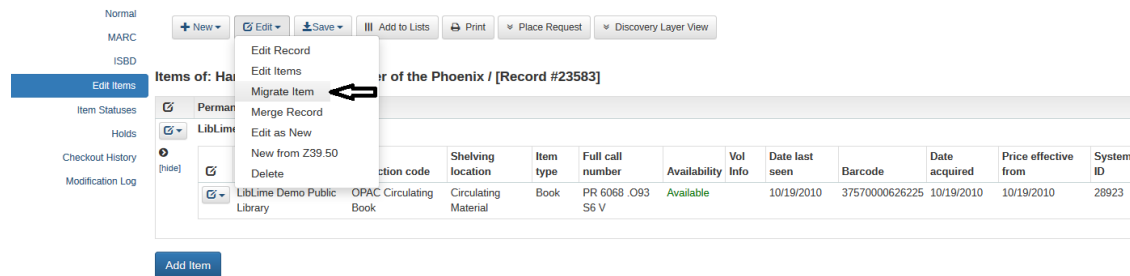 Normal
MARC
ISBD
Edit Items
Item Statuses
Holds
Checkout History
Modification Log
New Edit Save Add to Lists Print Place Request Discovery Layer View
Edit Record
Edit Items
Migrate Item
Merge Record
Edit as New
New from Z39.50
Delete
Items of: Har er of the Phoenix / [Record #23583]
Perman
LibLime
[hide]
ction code Shelving location Item type Full call number Availability Vol Info Date last seen Barcode Date acquired Price effective from System ID
LibLime Demo Public Library OPAC Circulating Book Circulating Material Book PR 6068 .O93 S6 V Available 10/19/2010 37570000626225 10/19/2010 10/19/2010 28923
Add Item